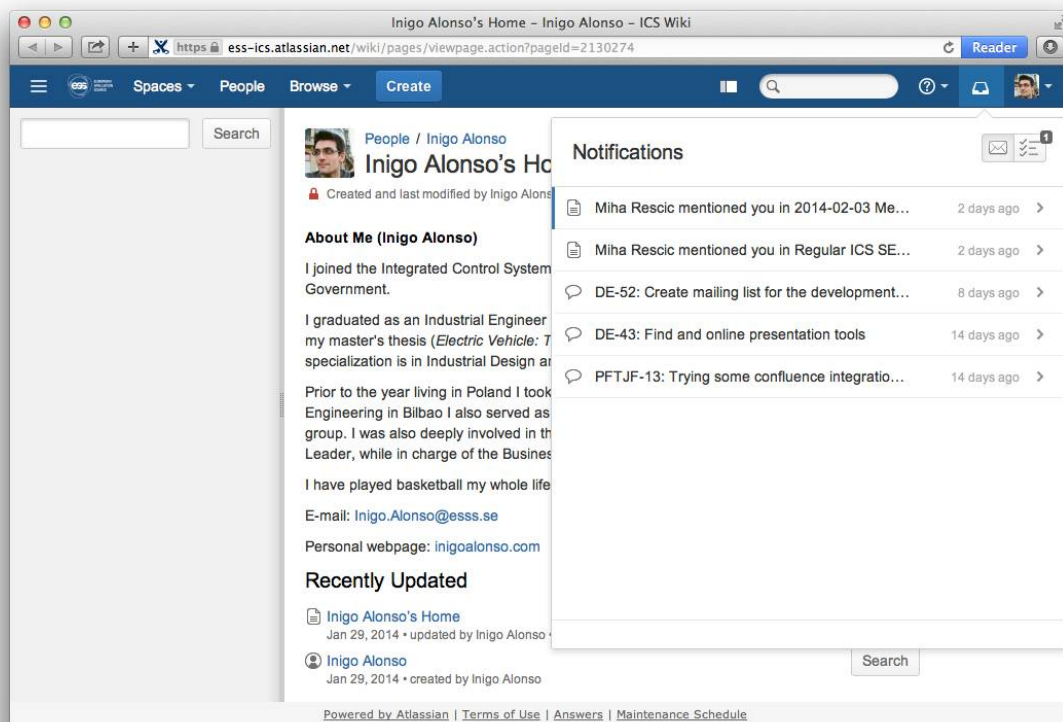 Inigo Alonso's Home – Inigo Alonso – ICS Wiki
https ess-ics.atlassian.net/wiki/pages/viewpage.action?pageId=2130274
Reader
ess EUROPEAN SPALLATION SOURCE
Spaces People Browse Create
Search
People / Inigo Alonso
Inigo Alonso's Ho
Created and last modified by Inigo Alons
About Me (Inigo Alonso)
I joined the Integrated Control System
Government.
I graduated as an Industrial Engineer
my master's thesis (Electric Vehicle: T
specialization is in Industrial Design ar
Prior to the year living in Poland I took
Engineering in Bilbao I also served as
group. I was also deeply involved in th
Leader, while in charge of the Busines
I have played basketball my whole life
E-mail: Inigo.Alonso@esss.se
Personal webpage: inigoalonso.com
Recently Updated
Inigo Alonso's Home
Jan 29, 2014 • updated by Inigo Alonso •
Inigo Alonso
Jan 29, 2014 • created by Inigo Alonso
Notifications
1
Miha Rescic mentioned you in 2014-02-03 Me... 2 days ago
Miha Rescic mentioned you in Regular ICS SE... 2 days ago
DE-52: Create mailing list for the development... 8 days ago
DE-43: Find and online presentation tools 14 days ago
PFTJF-13: Trying some confluence integratio... 14 days ago
Search
Powered by Atlassian | Terms of Use | Answers | Maintenance Schedule